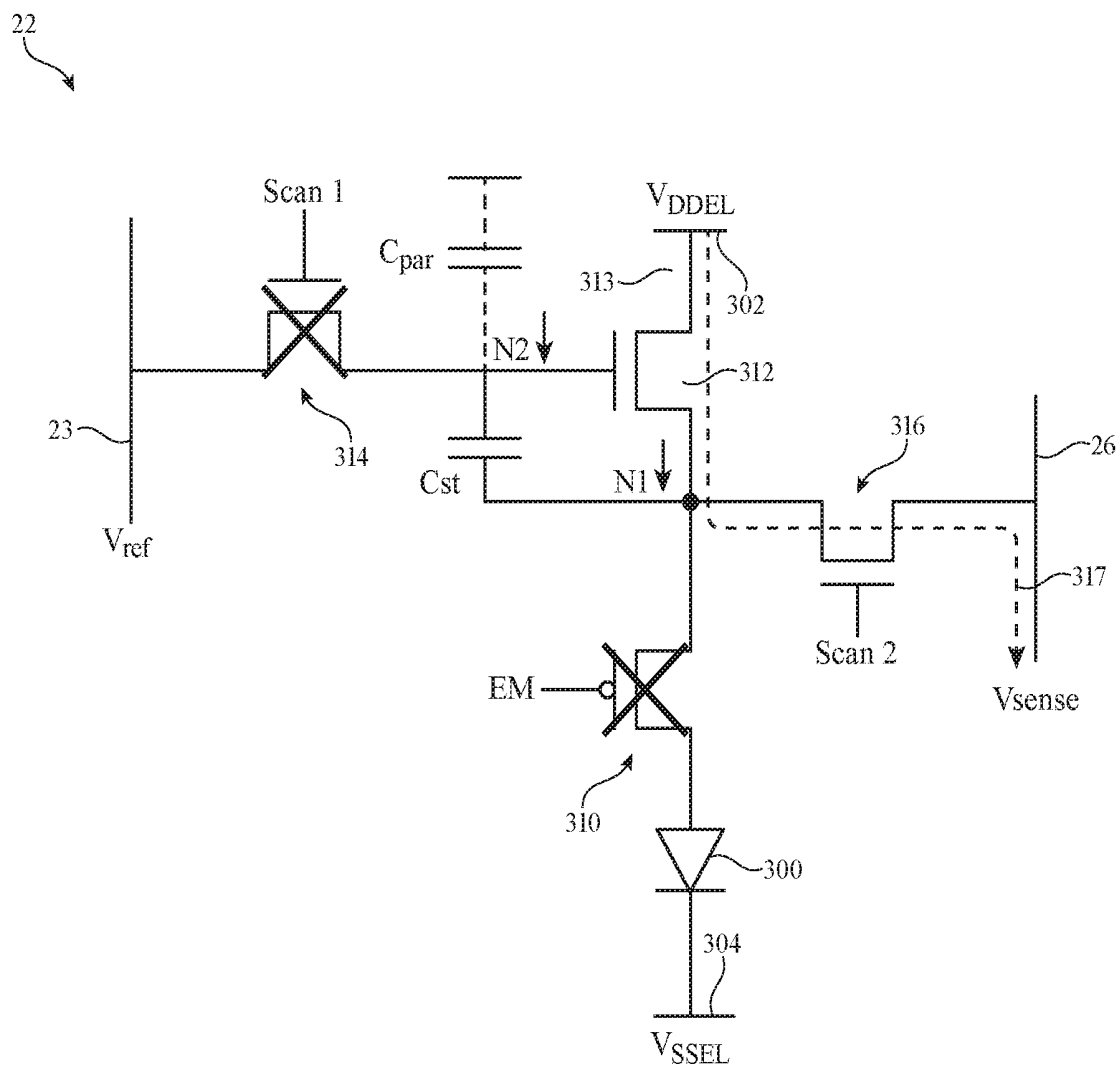 22
Scan 1
C_par
V_DDEL
313
302
N2
312
23
314
Cst
N1
316
26
V_ref
317
Scan 2
EM
Vsense
310
300
304
V_SSEL